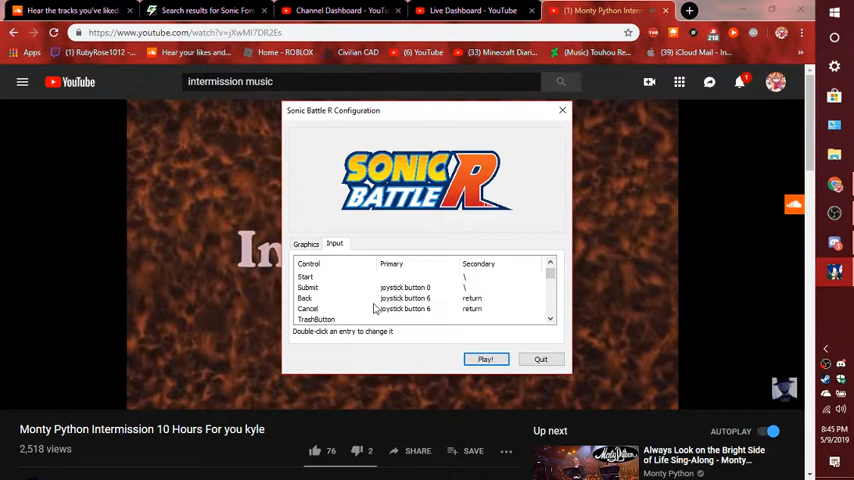 Hear the tracks you've liked:
Search results for Sonic For
Channel Dashboard - YouTu
Live Dashboard - YouTube
(1) Monty Python Interm
https://www.youtube.com/watch?v=jXwMI7DR2Es
218
Apps
(1) RubyRose1012 -
Hear your likes and
Home - ROBLOX
Civilian CAD
(6) YouTube
(33) Minecraft Diarie
(Music) Touhou Re
(39) iCloud Mail - In
YouTube
intermission music
1
Sonic Battle R Configuration
SONIC
BATTLE R
In
Graphics
Input
Control Primary Secondary
Start \
Submit joystick button 0 \
Back joystick button 6 return
Cancel joystick button 6 return
TrashButton
Double-click an entry to change it
Play!
Quit
Monty Python Intermission 10 Hours For you kyle
2,518 views
76
2
SHARE
SAVE
Up next
AUTOPLAY
Always Look on the Bright Side
of Life Sing-Along - Monty...
Monty Python
8:45 PM
5/9/2019